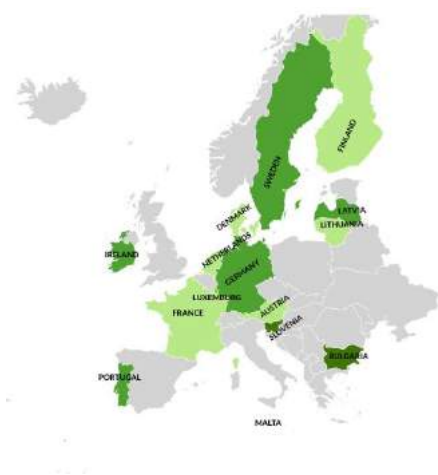 FINLAND
SWEDEN
DENMARK
LATVIA
LITHUANIA
IRELAND
NETHERLANDS
GERMANY
LUXEMBURG
FRANCE
AUSTRIA
SLOVENIA
BULGARIA
PORTUGAL
MALTA